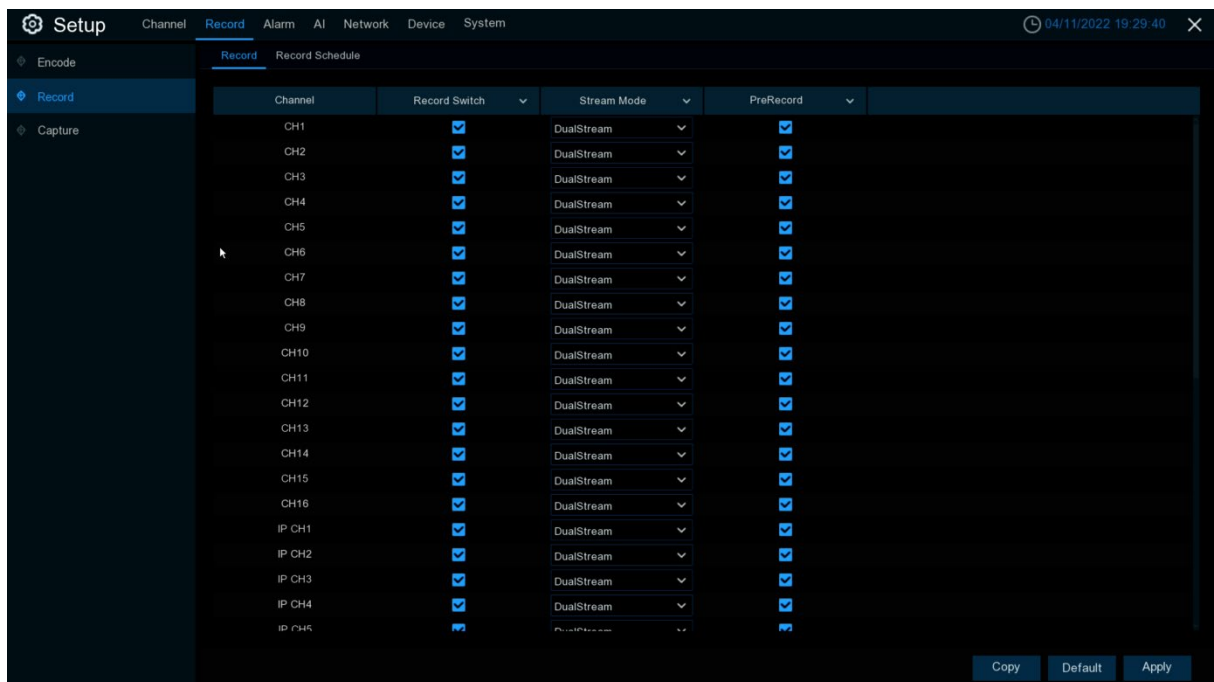 Setup Channel Record Alarm AI Network Device System 04/11/2022 19:29:40
Encode
Record
Capture
Record Record Schedule
Channel Record Switch Stream Mode PreRecord
CH1 DualStream
CH2 DualStream
CH3 DualStream
CH4 DualStream
CH5 DualStream
CH6 DualStream
CH7 DualStream
CH8 DualStream
CH9 DualStream
CH10 DualStream
CH11 DualStream
CH12 DualStream
CH13 DualStream
CH14 DualStream
CH15 DualStream
CH16 DualStream
IP CH1 DualStream
IP CH2 DualStream
IP CH3 DualStream
IP CH4 DualStream
IP CH5 DualStream
Copy Default Apply